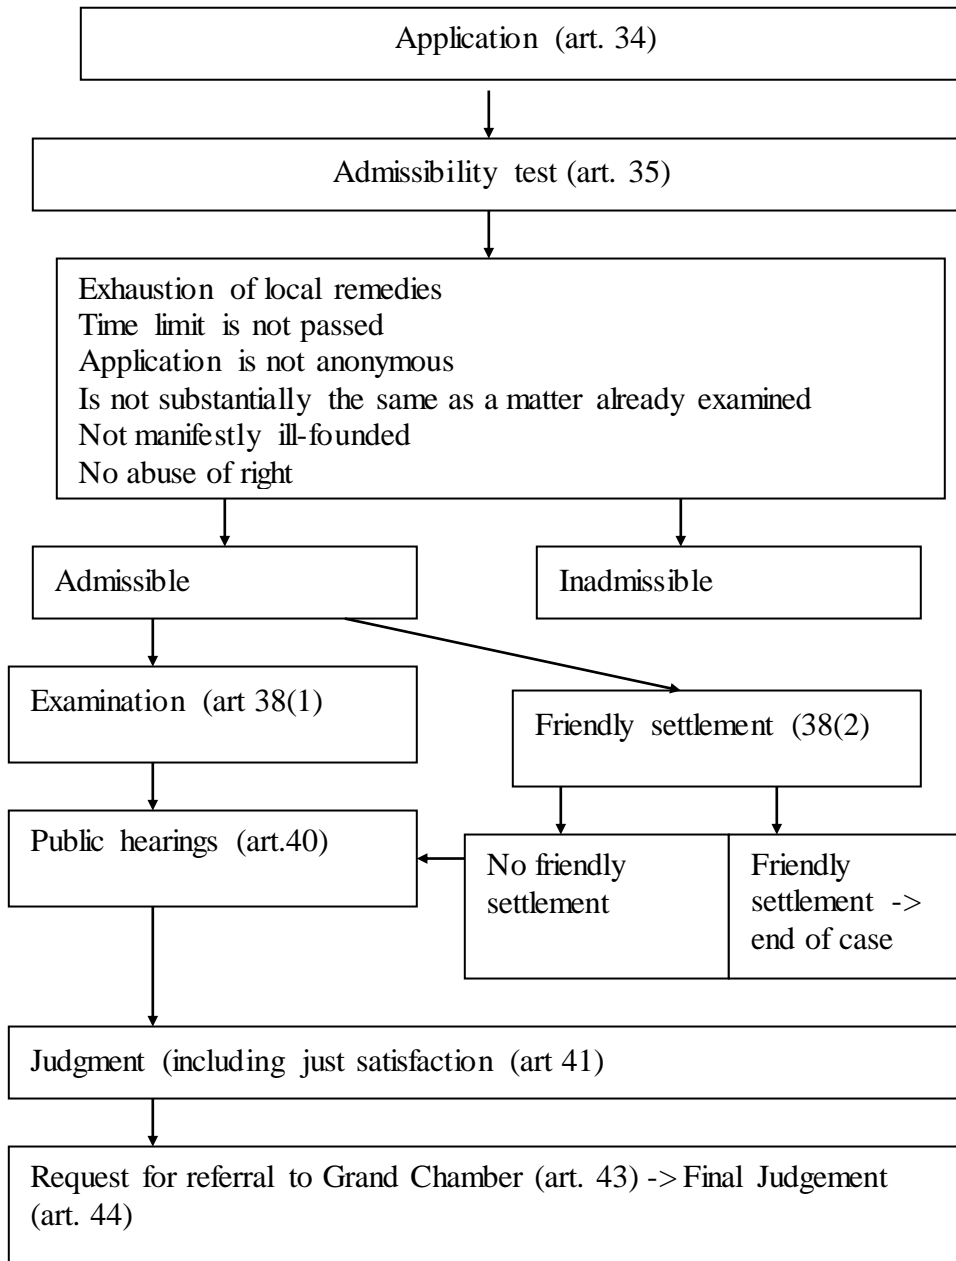 Application (art. 34)
Admissibility test (art. 35)
Exhaustion of local remedies
Time limit is not passed
Application is not anonymous
Is not substantially the same as a matter already examined
Not manifestly ill-founded
No abuse of right
Admissible
Inadmissible
Examination (art 38(1)
Friendly settlement (38(2)
Public hearings (art.40)
No friendly
settlement
Friendly
settlement ->
end of case
Judgment (including just satisfaction (art 41)
Request for referral to Grand Chamber (art. 43) -> Final Judgement
(art. 44)